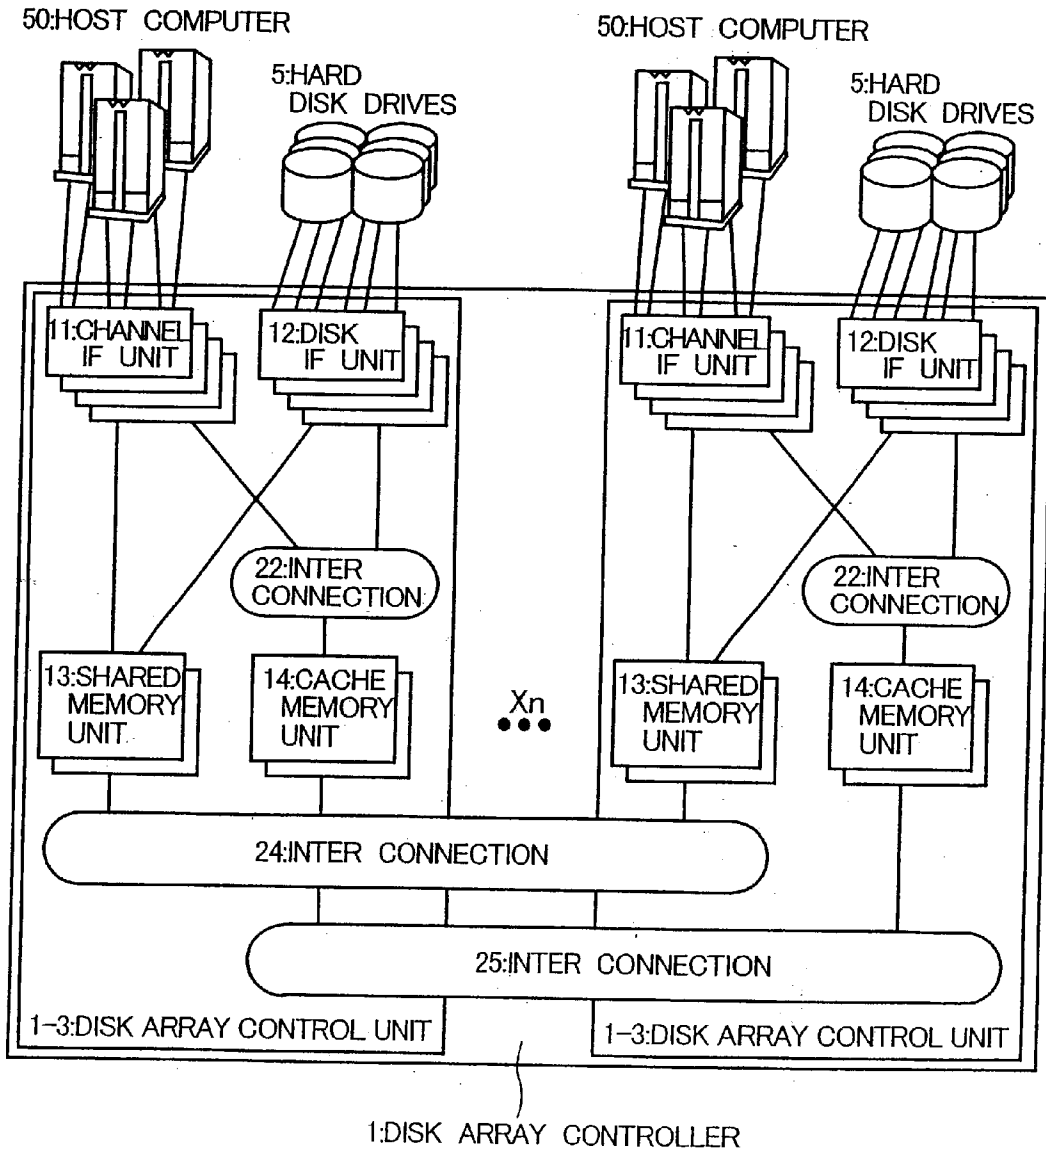 50:HOST COMPUTER
5:HARD
DISK DRIVES
50:HOST COMPUTER
5:HARD
DISK DRIVES
11:CHANNEL
IF UNIT
12:DISK
IF UNIT
11:CHANNEL
IF UNIT
12:DISK
IF UNIT
22:INTER
CONNECTION
22:INTER
CONNECTION
13:SHARED
MEMORY
UNIT
14:CACHE
MEMORY
UNIT
Xn
13:SHARED
MEMORY
UNIT
14:CACHE
MEMORY
UNIT
24:INTER CONNECTION
25:INTER CONNECTION
1-3:DISK ARRAY CONTROL UNIT
1-3:DISK ARRAY CONTROL UNIT
1:DISK ARRAY CONTROLLER